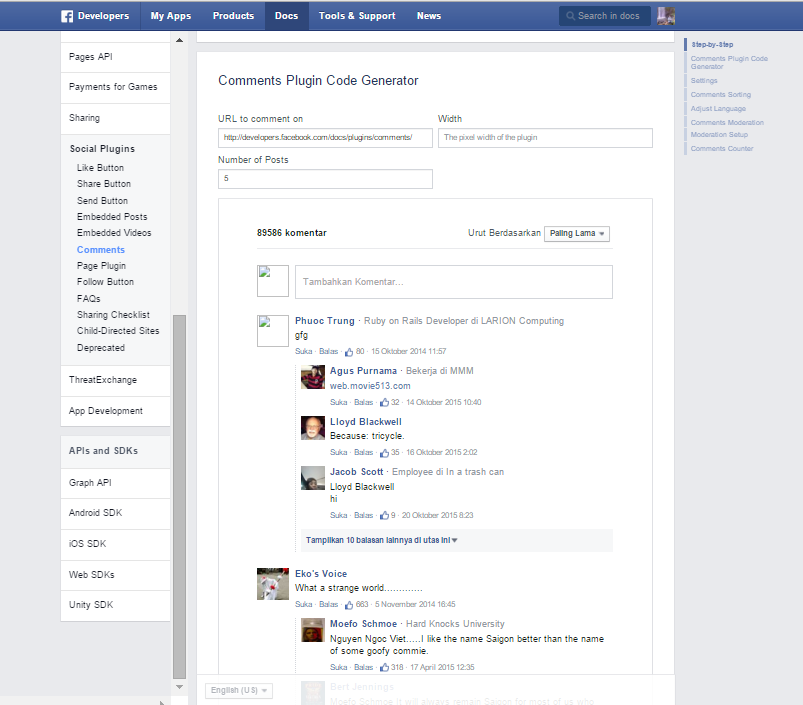 Developers My Apps Products Docs Tools & Support News Search in docs
Pages API
Payments for Games
Sharing
Social Plugins
Like Button
Share Button
Send Button
Embedded Posts
Embedded Videos
Comments
Page Plugin
Follow Button
FAQs
Sharing Checklist
Child-Directed Sites
Deprecated
ThreatExchange
App Development
APIs and SDKs
Graph API
Android SDK
iOS SDK
Web SDKs
Unity SDK
Comments Plugin Code Generator
URL to comment on Width
http://developers.facebook.com/docs/plugins/comments/ The pixel width of the plugin
Number of Posts
5
89586 komentar Urut Berdasarkan Paling Lama
Tambahkan Komentar...
Phuoc Trung · Ruby on Rails Developer di LARION Computing
gfg
Suka · Balas · 80 · 15 Oktober 2014 11:57
Agus Purnama · Bekerja di MMM
web.movie513.com
Suka · Balas · 32 · 14 Oktober 2015 10:40
Lloyd Blackwell
Because: tricycle.
Suka · Balas · 35 · 16 Oktober 2015 2:02
Jacob Scott · Employee di In a trash can
Lloyd Blackwell
hi
Suka · Balas · 9 · 20 Oktober 2015 8:23
Tampilkan 10 balasan lainnya di utas ini
Eko's Voice
What a strange world.............
Suka · Balas · 663 · 5 November 2014 16:45
Moefo Schmoe · Hard Knocks University
Nguyen Ngoc Viet.....I like the name Saigon better than the name
of some goofy commie.
Suka · Balas · 318 · 17 April 2015 12:35
Bert Jennings
Moefo Schmoe It will always remain Saigon for most of us who
English (US)
Step-by-Step
Comments Plugin Code
Generator
Settings
Comments Sorting
Adjust Language
Comments Moderation
Moderation Setup
Comments Counter